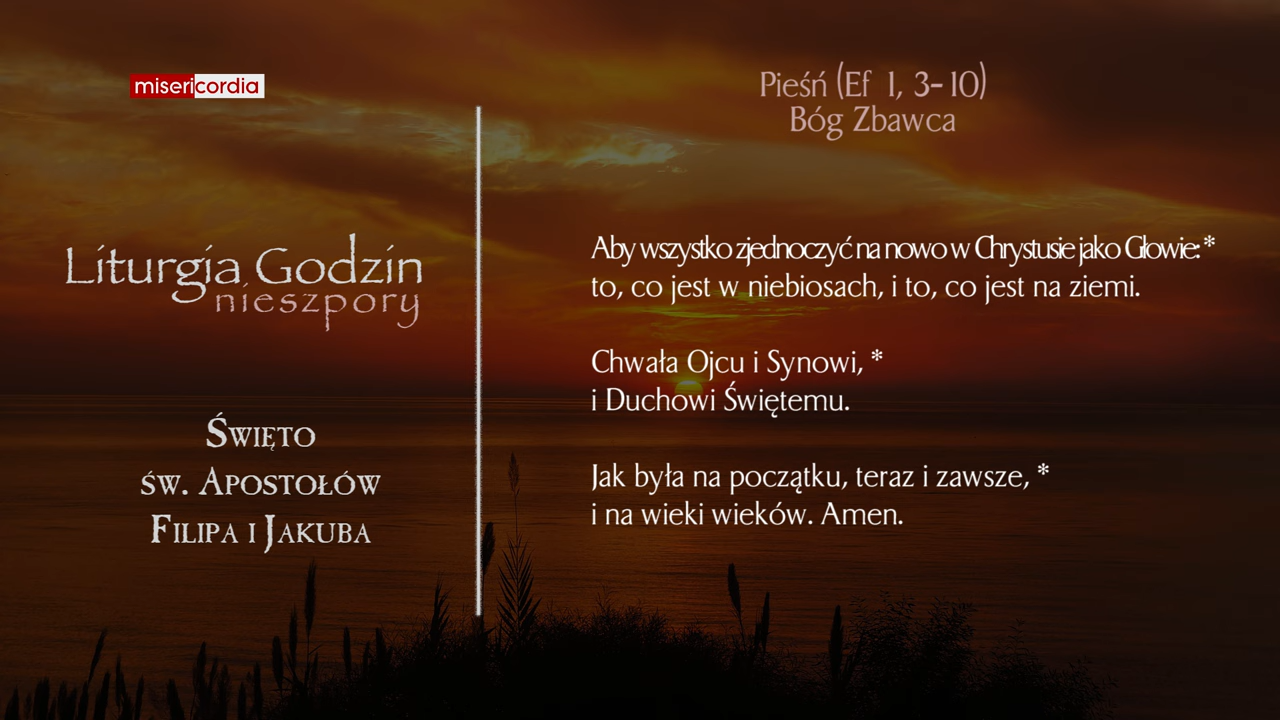 misericordia
Liturgia Godzin
nieszpory
Święto
św. Apostołów
Filipa i Jakuba
Pieśń (Ef 1, 3-10)
Bóg Zbawca
Aby wszystko zjednoczyć na nowo w Chrystusie jako Głowie: *
to, co jest w niebiosach, i to, co jest na ziemi.
Chwała Ojcu i Synowi, *
i Duchowi Świętemu.
Jak była na początku, teraz i zawsze, *
i na wieki wieków. Amen.